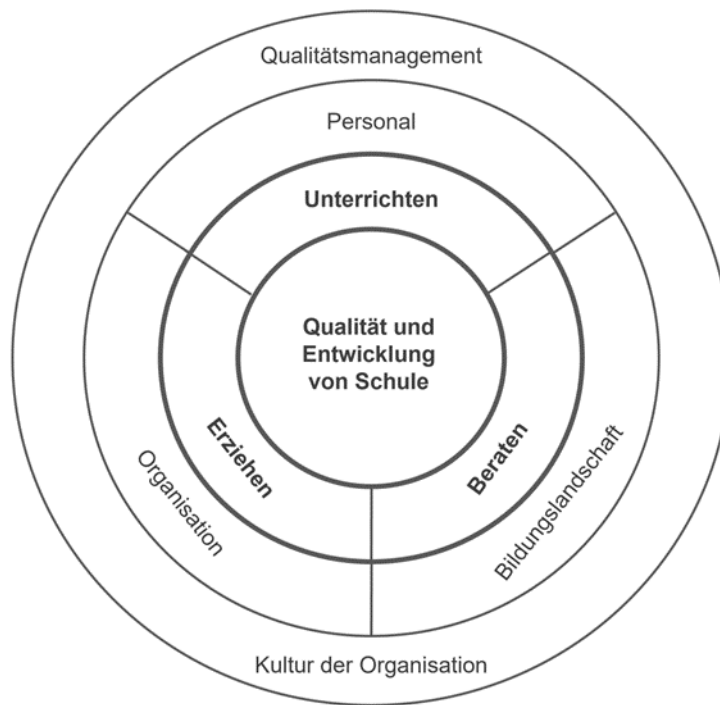 Qualitätsmanagement
Personal
Unterrichten
Qualität und
Entwicklung
von Schule
Erziehen
Beraten
Organisation
Bildungslandschaft
Kultur der Organisation